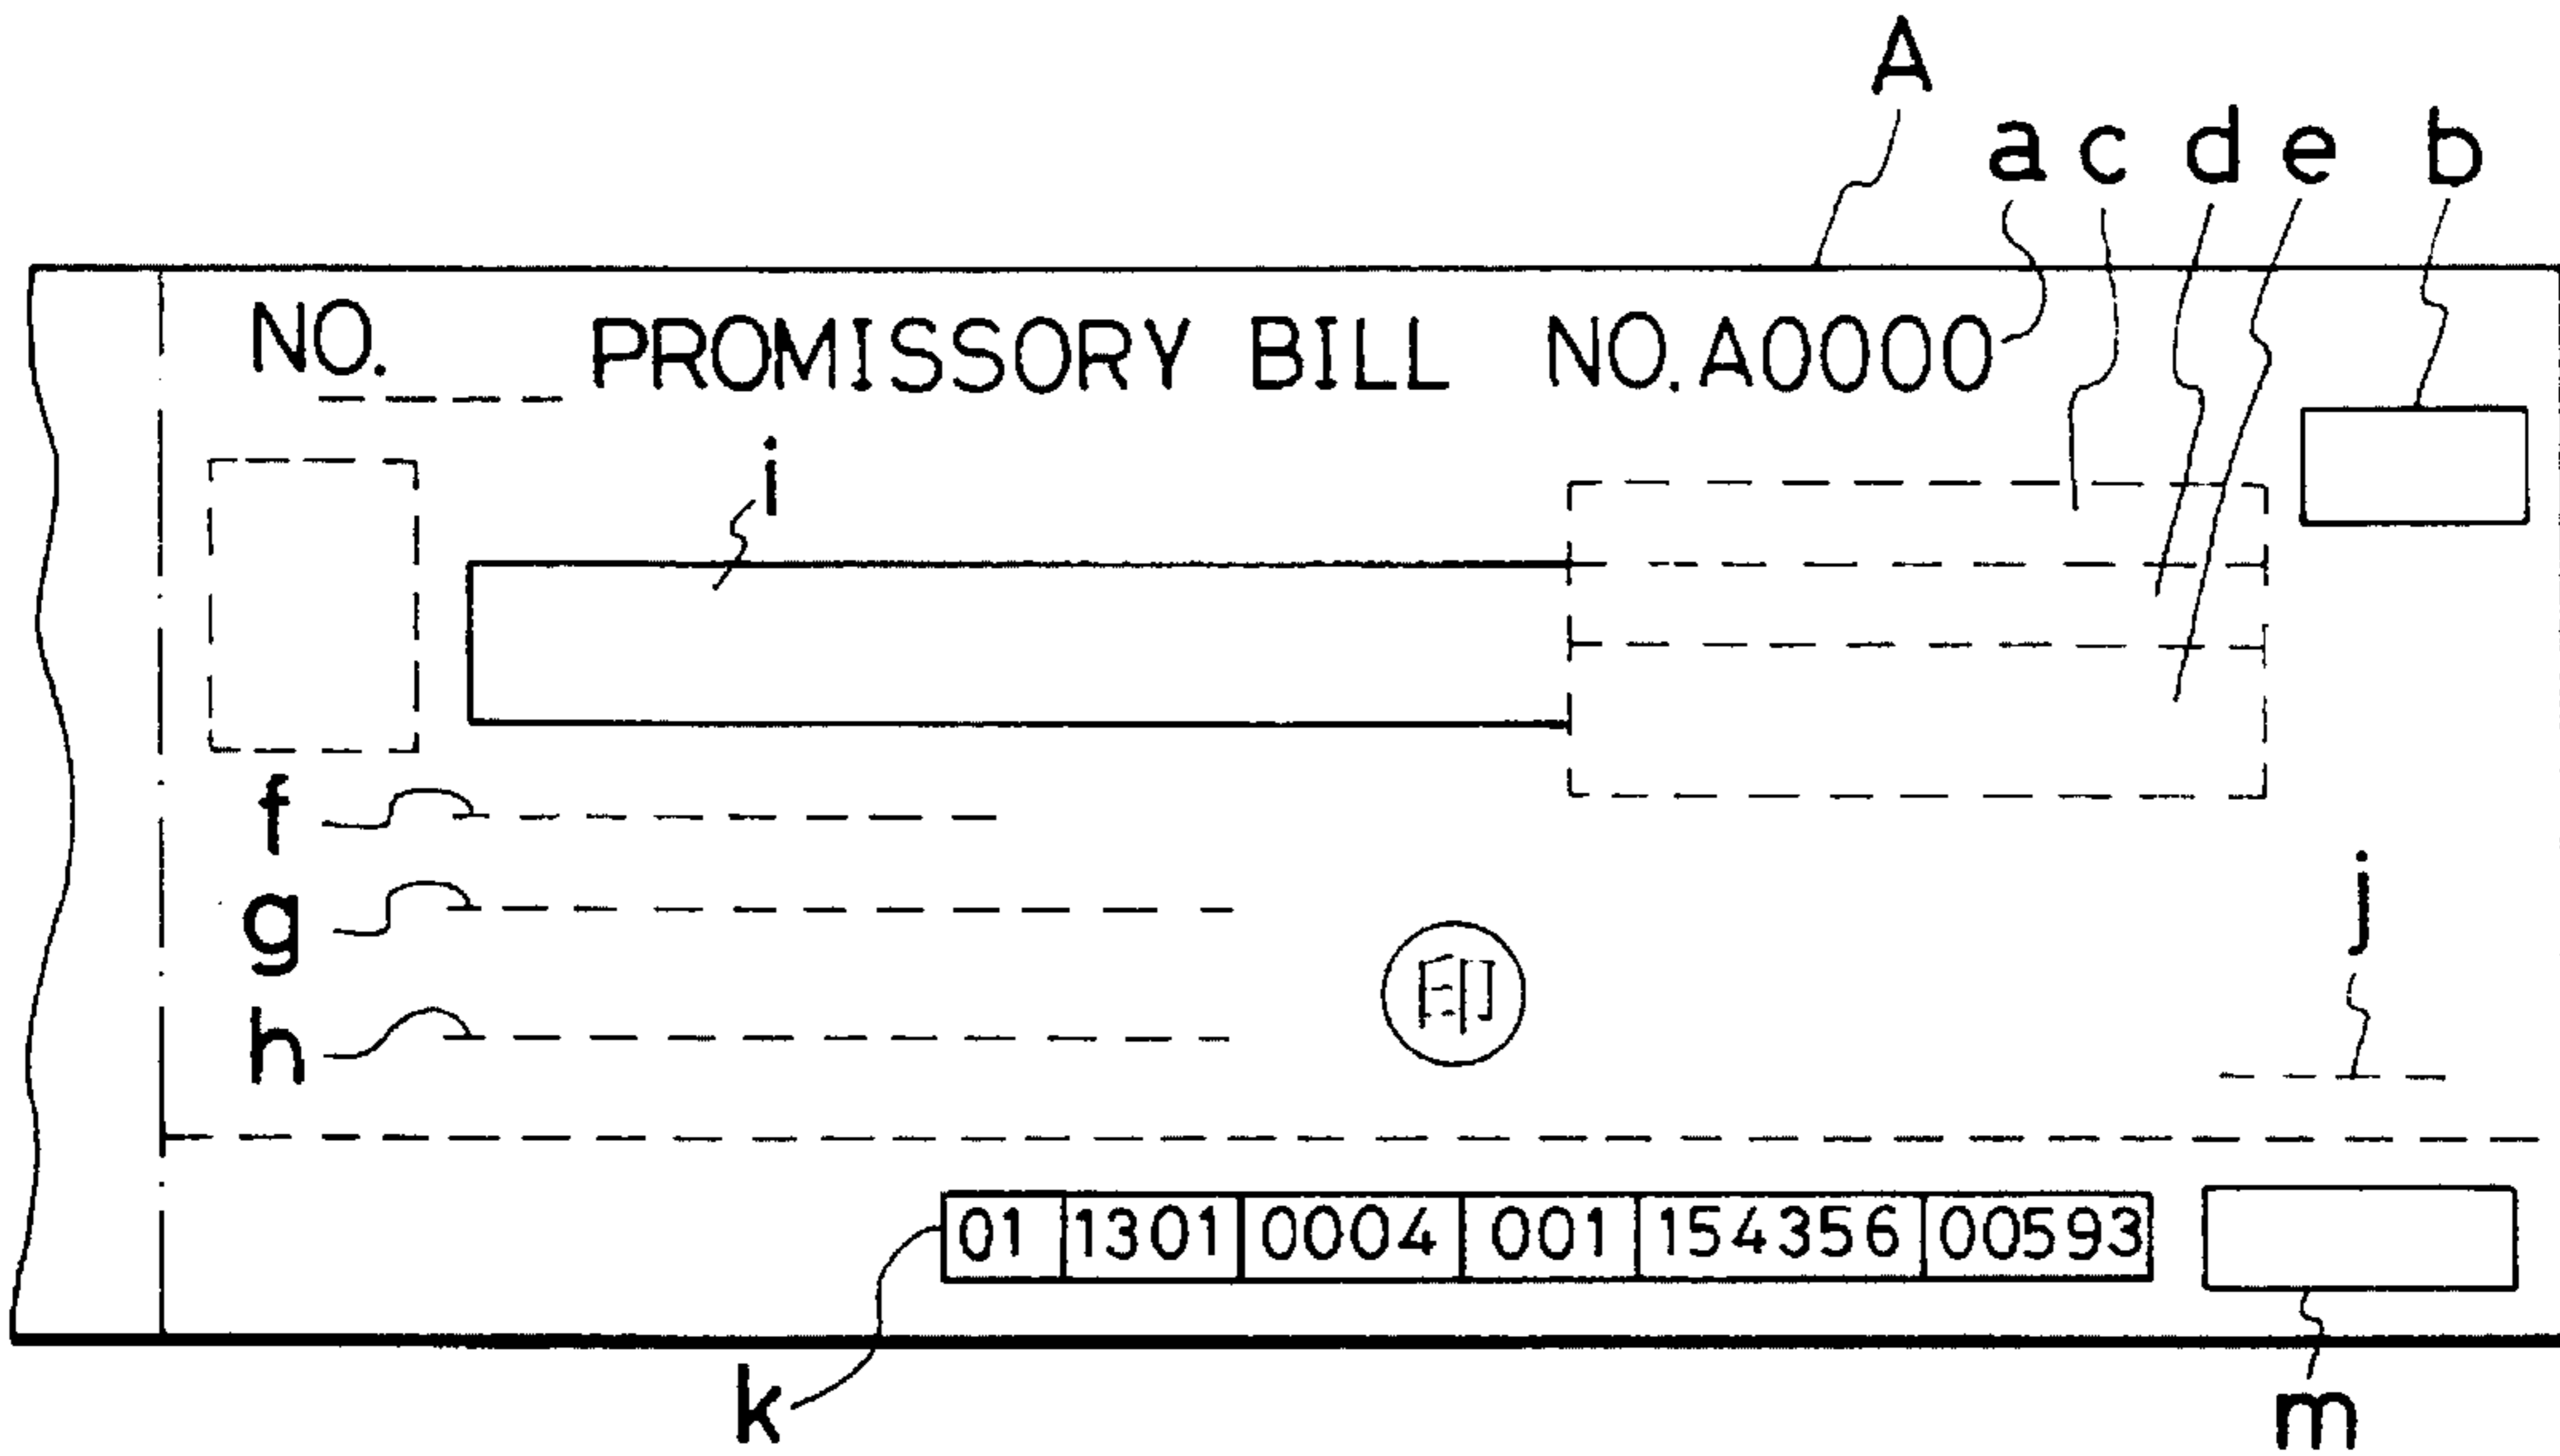 A
a c d e b
NO. PROMISSORY BILL NO.A0000
i
f
g
j
印
h
01 1301 0004 001 154356 00593
k
m